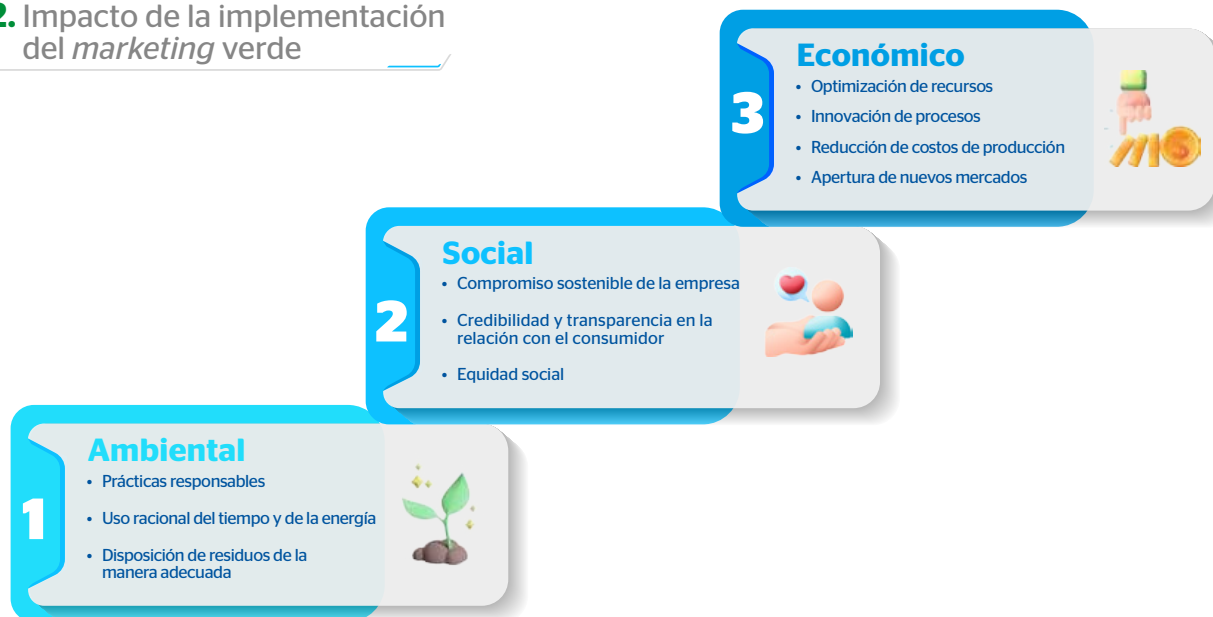 2. Impacto de la implementación
del marketing verde
3
Económico
• Optimización de recursos
• Innovación de procesos
• Reducción de costos de producción
• Apertura de nuevos mercados
2
Social
• Compromiso sostenible de la empresa
• Credibilidad y transparencia en la
relación con el consumidor
• Equidad social
1
Ambiental
• Prácticas responsables
• Uso racional del tiempo y de la energía
• Disposición de residuos de la
manera adecuada